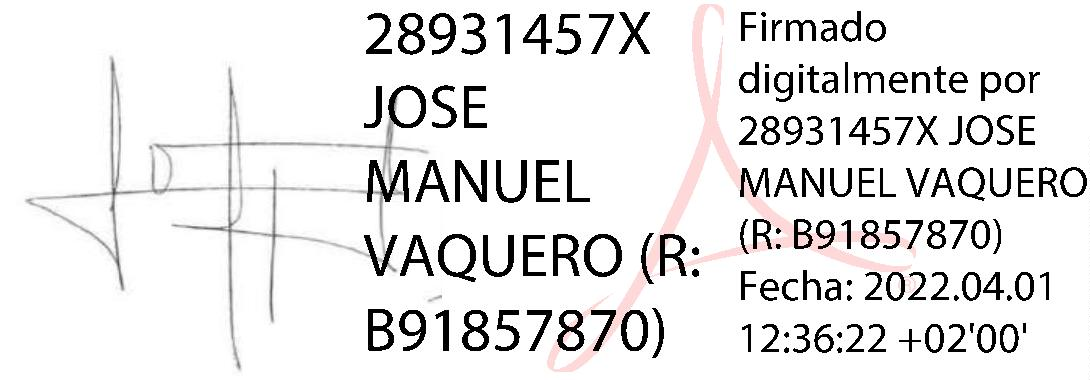 28931457X
JOSE
MANUEL
VAQUERO (R:
B91857870)
Firmado
digitalmente por
28931457X JOSE
MANUEL VAQUERO
(R: B91857870)
Fecha: 2022.04.01
12:36:22 +02'00'